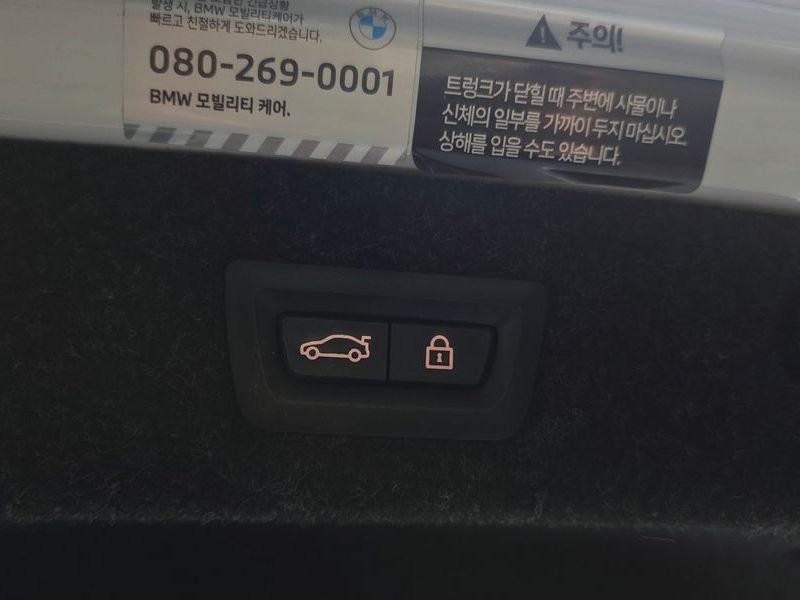 발생 시, BMW 모빌리티케어가
빠르고 친절하게 도와드리겠습니다.
BMW
080-269-0001
BMW 모빌리티 케어.
주의!
트렁크가 닫힐 때 주변에 사물이나
신체의 일부를 가까이 두지 마십시오.
상해를 입을 수도 있습니다.